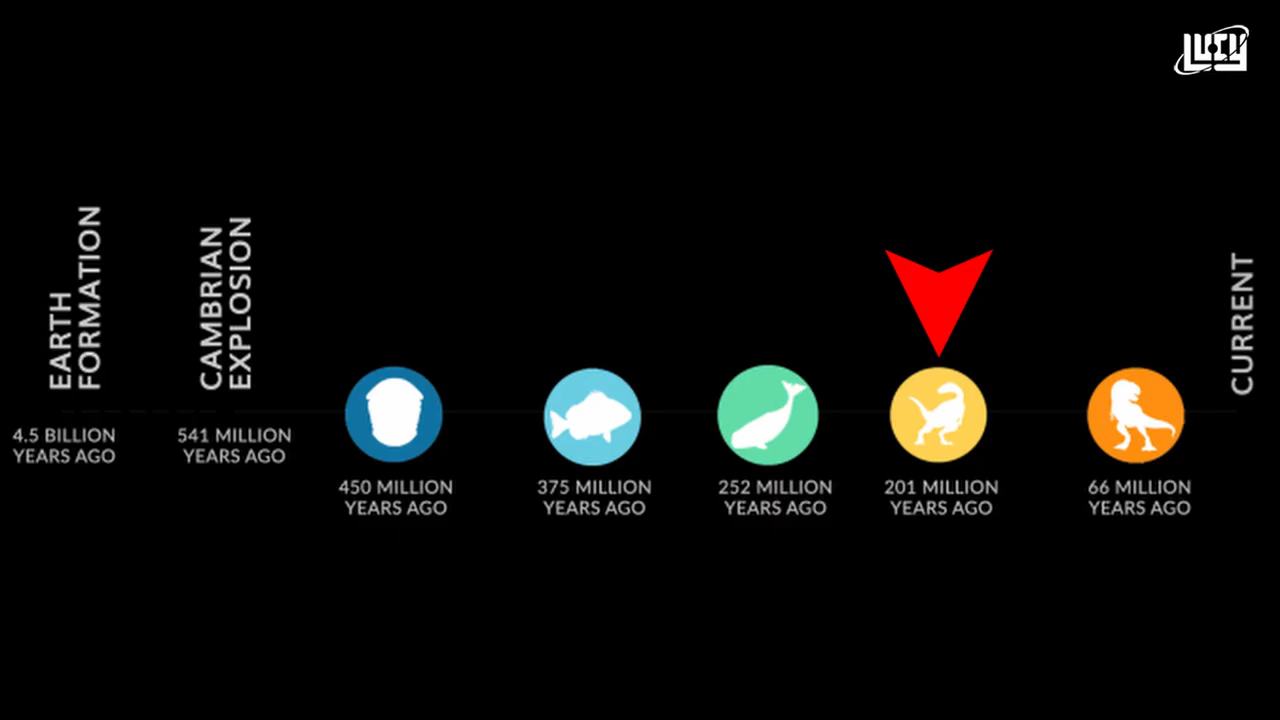 LUCY
EARTH
FORMATION
CAMBRIAN
EXPLOSION
CURRENT
4.5 BILLION
YEARS AGO
541 MILLION
YEARS AGO
450 MILLION
YEARS AGO
375 MILLION
YEARS AGO
252 MILLION
YEARS AGO
201 MILLION
YEARS AGO
66 MILLION
YEARS AGO